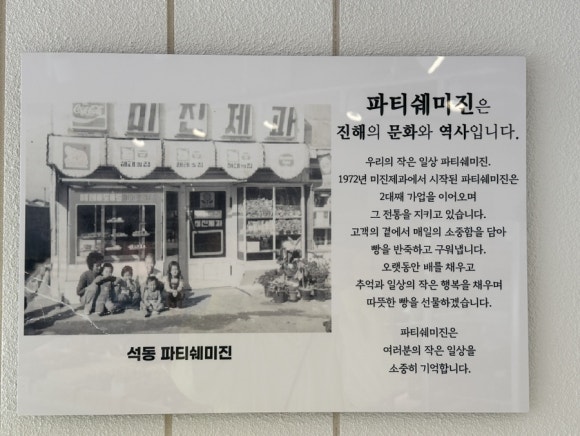 Coca-Cola
미진제과
파티쉐미진은
진해의 문화와 역사입니다.
우리의 작은 일상 파티쉐미진.
1972년 미진제과에서 시작된 파티쉐미진은
2대째 가업을 이어오며
그 전통을 지키고 있습니다.
고객의 곁에서 매일의 소중함을 담아
빵을 반죽하고 구워냅니다.
오랫동안 배를 채우고
추억과 일상의 작은 행복을 채우며
따뜻한 빵을 선물하겠습니다.
파티쉐미진은
여러분의 작은 일상을
소중히 기억합니다.
석동 파티쉐미진